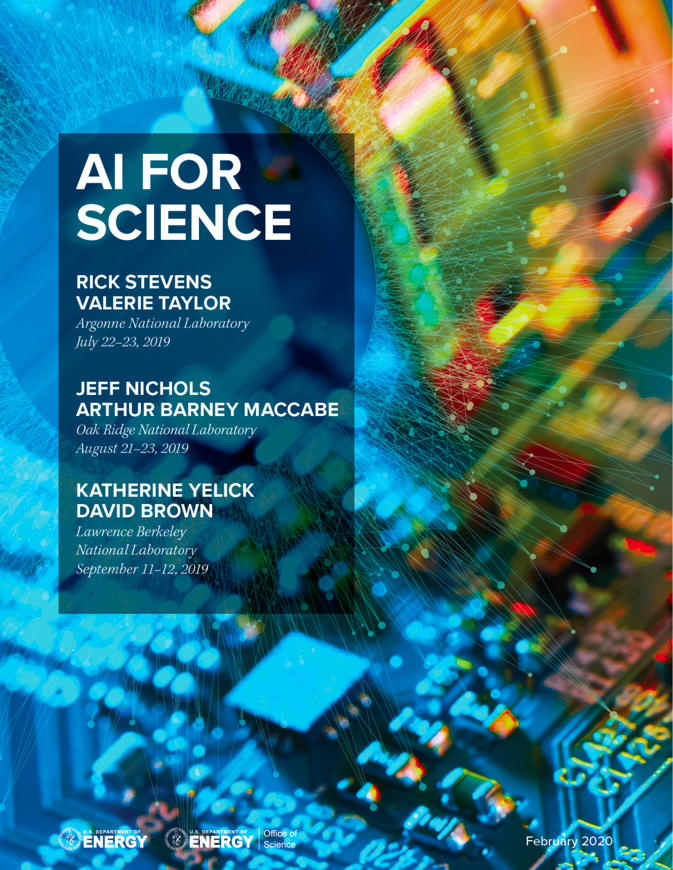 AI FOR
SCIENCE
RICK STEVENS
VALERIE TAYLOR
Argonne National Laboratory
July 22–23, 2019
JEFF NICHOLS
ARTHUR BARNEY MACCABE
Oak Ridge National Laboratory
August 21–23, 2019
KATHERINE YELICK
DAVID BROWN
Lawrence Berkeley
National Laboratory
September 11–12, 2019
C1427
C1426
U.S. DEPARTMENT OF
ENERGY
U.S. DEPARTMENT OF
ENERGY
Office of
Science
February 2020